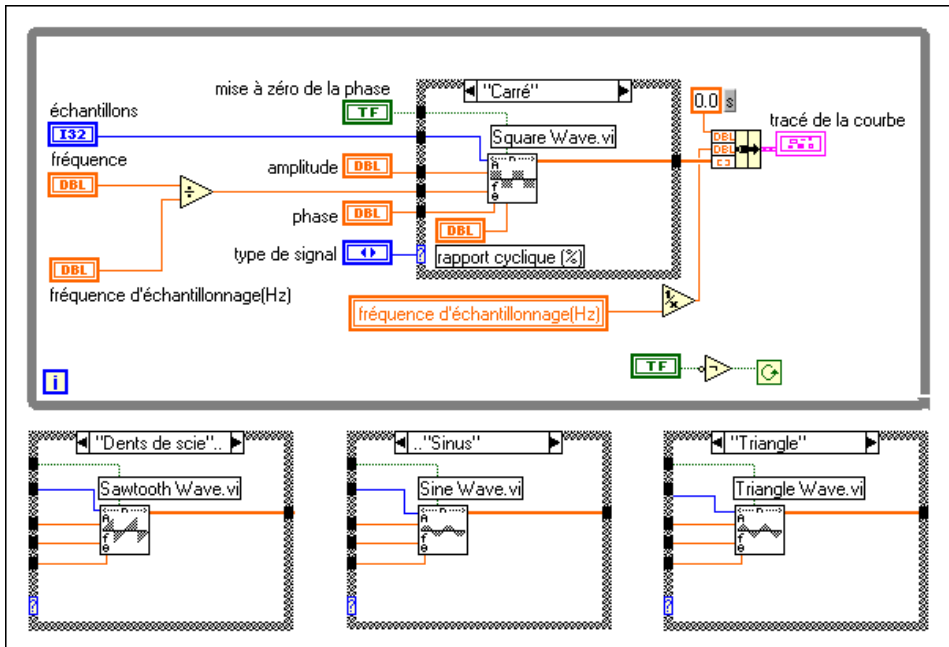 mise à zéro de la phase
TF
"Carré"
0.0 s
échantillons
I32
Square Wave.vi
DBL
DBL
tracé de la courbe
fréquence
DBL
amplitude
DBL
A
f
θ
÷
phase
DBL
DBL
type de signal
?
rapport cyclique (%)
DBL
fréquence d'échantillonnage(Hz)
fréquence d'échantillonnage(Hz)
1/x
TF
i
"Dents de scie"..
.."Sinus"
"Triangle"
Sawtooth Wave.vi
Sine Wave.vi
Triangle Wave.vi
A
f
θ
A
f
θ
A
f
θ
?
?
?